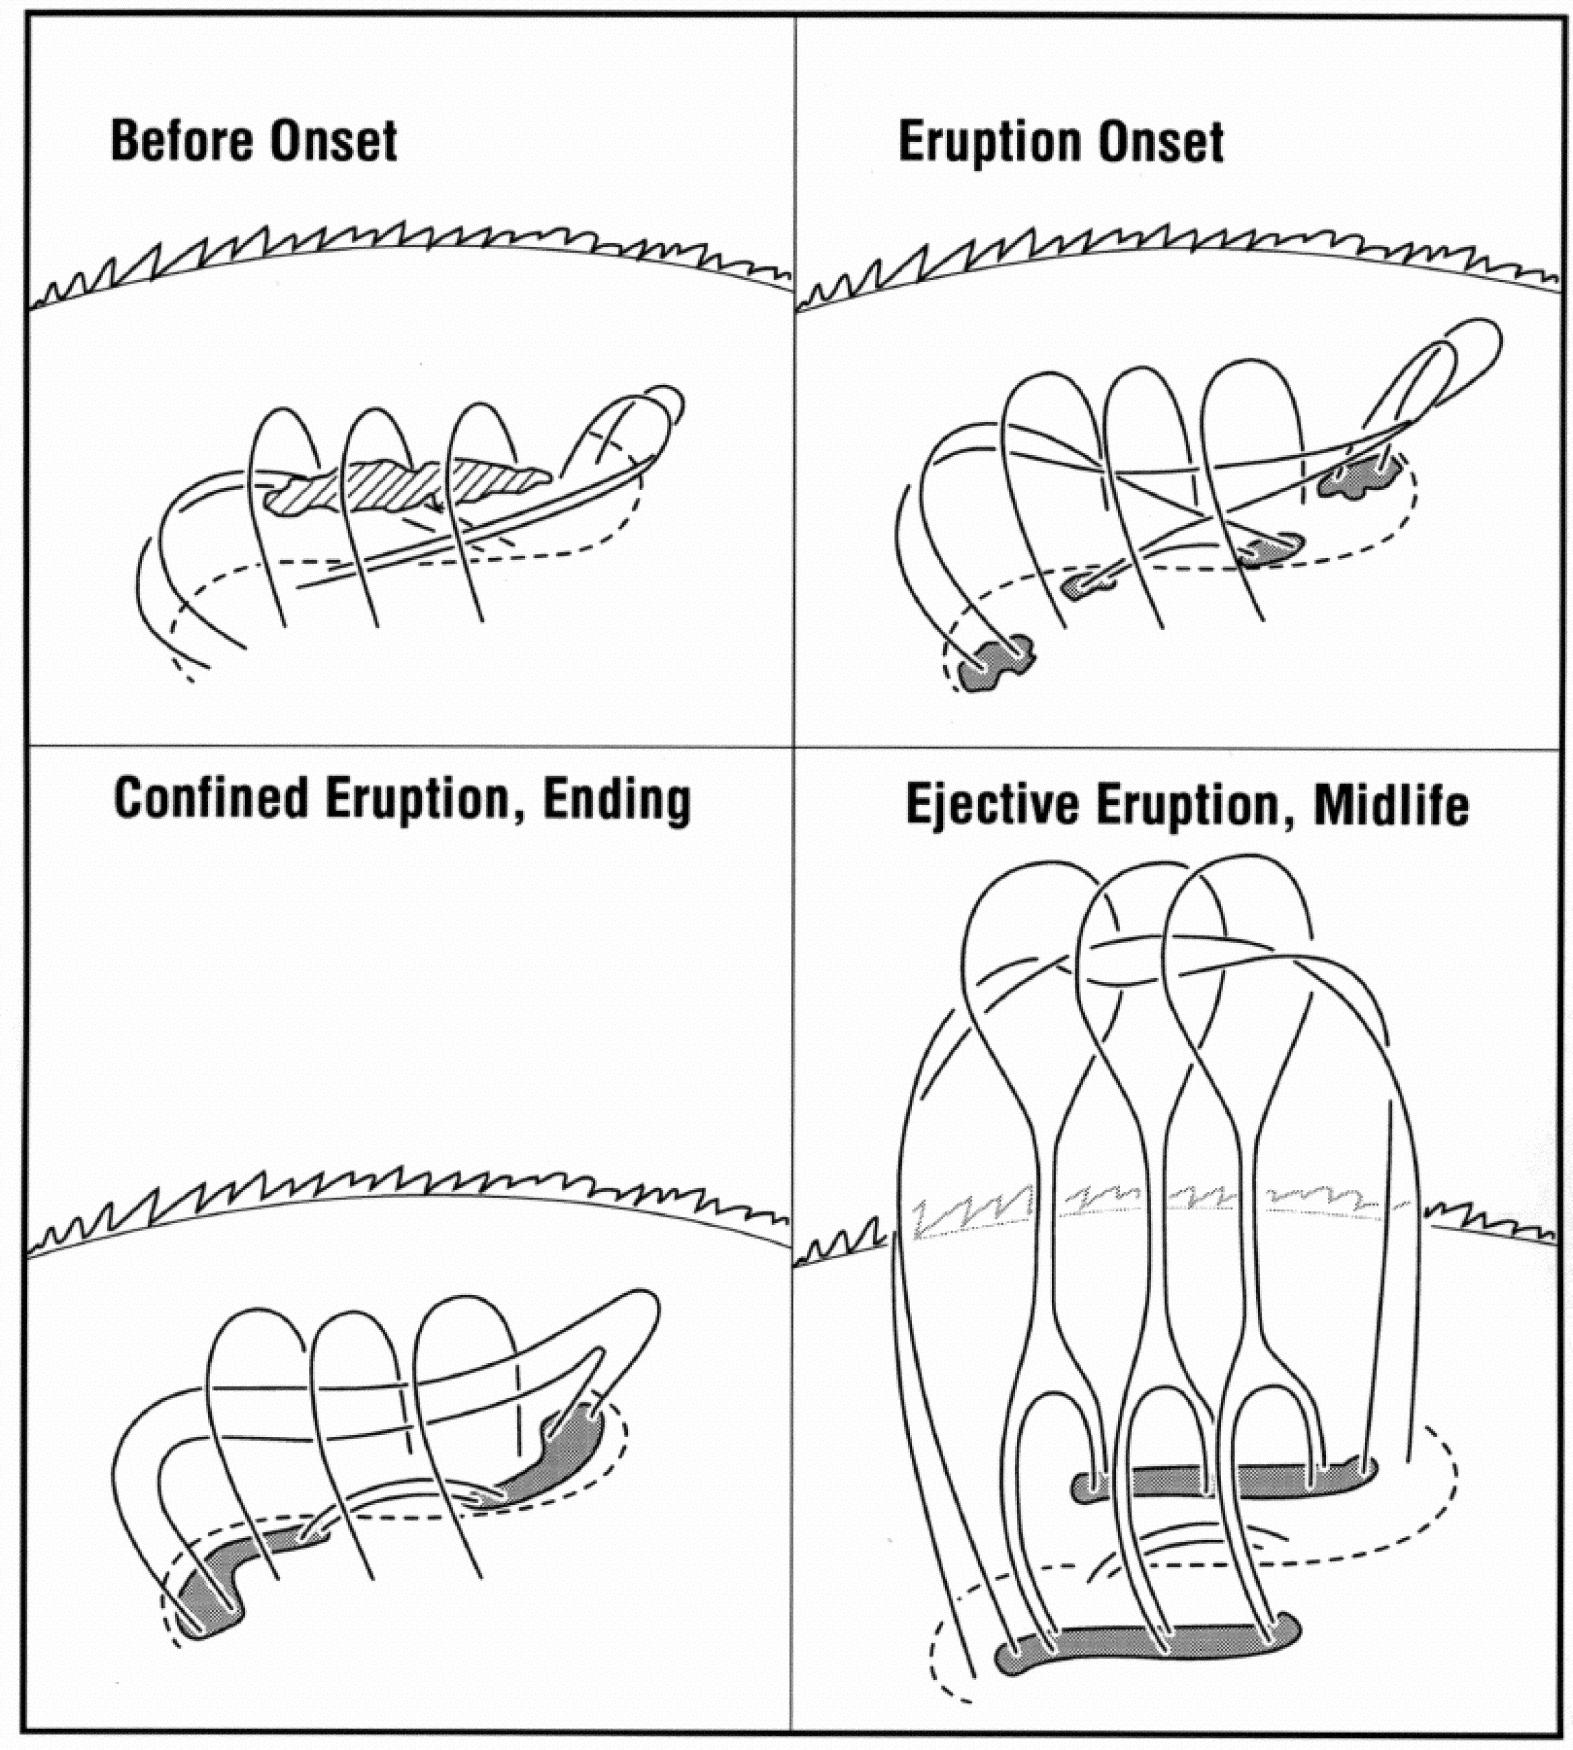 Before Onset
Eruption Onset
Confined Eruption, Ending
Ejective Eruption, Midlife